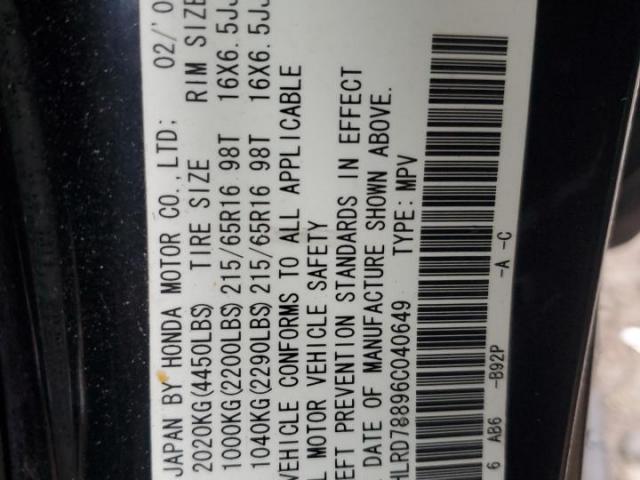 JAPAN BY HONDA MOTOR CO.,LTD; 02/'0
2020KG(4450LBS) TIRE SIZE RIM SIZE
1000KG(2200LBS) 215/65R16 98T 16X6.5JJ
1040KG(2290LBS) 215/65R16 98T 16X6.5JJ
VEHICLE CONFORMS TO ALL APPLICABLE
L MOTOR VEHICLE SAFETY
EFT PREVENTION STANDARDS IN EFFECT
E DATE OF MANUFACTURE SHOWN ABOVE.
HLRD78896C040649 TYPE: MPV
6 AB6 -B92P -A -C